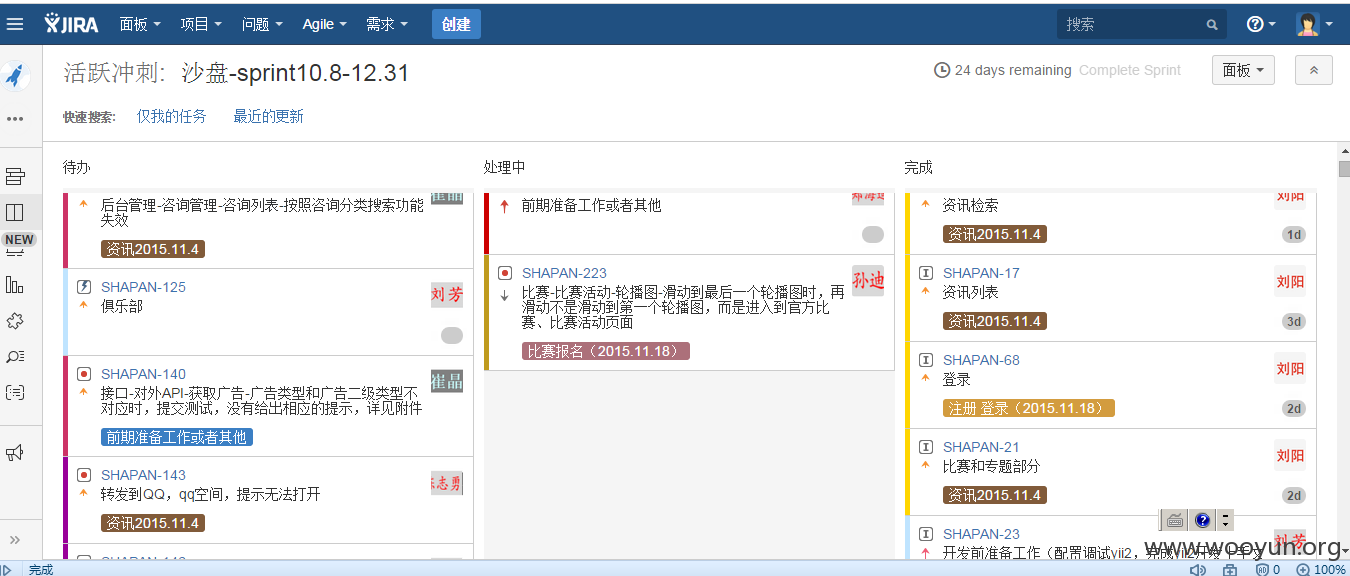 JIRA 面板 项目 问题 Agile 需求 创建 搜索
活跃冲刺: 沙盘-sprint10.8-12.31
24 days remaining Complete Sprint 面板
快速搜索: 仅我的任务 最近的更新
NEW
待办
后台管理-咨询管理-咨询列表-按照咨询分类搜索功能
失效
崔晶
资讯2015.11.4
SHAPAN-125
俱乐部
刘芳
SHAPAN-140
接口-对外API-获取广告-广告类型和广告二级类型不
对应时，提交测试，没有给出相应的提示，详见附件
崔晶
前期准备工作或者其他
SHAPAN-143
转发到QQ，qq空间，提示无法打开
志勇
资讯2015.11.4
处理中
前期准备工作或者其他
SHAPAN-223
比赛-比赛活动-轮播图-滑动到最后一个轮播图时，再
滑动不是滑动到第一个轮播图，而是进入到官方比
赛、比赛活动页面
孙迪
比赛报名（2015.11.18）
完成
资讯检索
刘阳
资讯2015.11.4
1d
SHAPAN-17
资讯列表
刘阳
资讯2015.11.4
3d
SHAPAN-68
登录
刘阳
注册 登录（2015.11.18）
2d
SHAPAN-21
比赛和专题部分
刘阳
资讯2015.11.4
2d
SHAPAN-23
开发前准备工作（配置调试yii2，完成
刘芳
www.wooyun.org
完成
0
100%